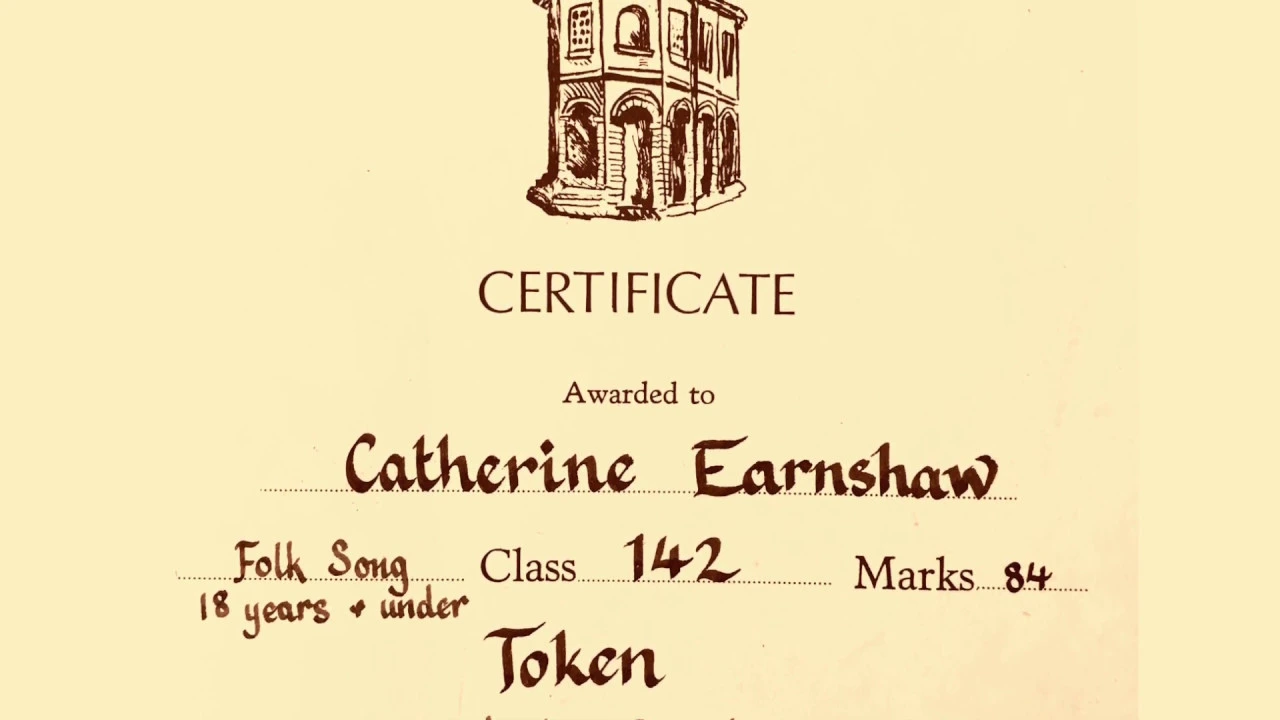 CERTIFICATE
Awarded to
Catherine Earnshaw
Folk Song Class 142 Marks 84
18 years + under
Token